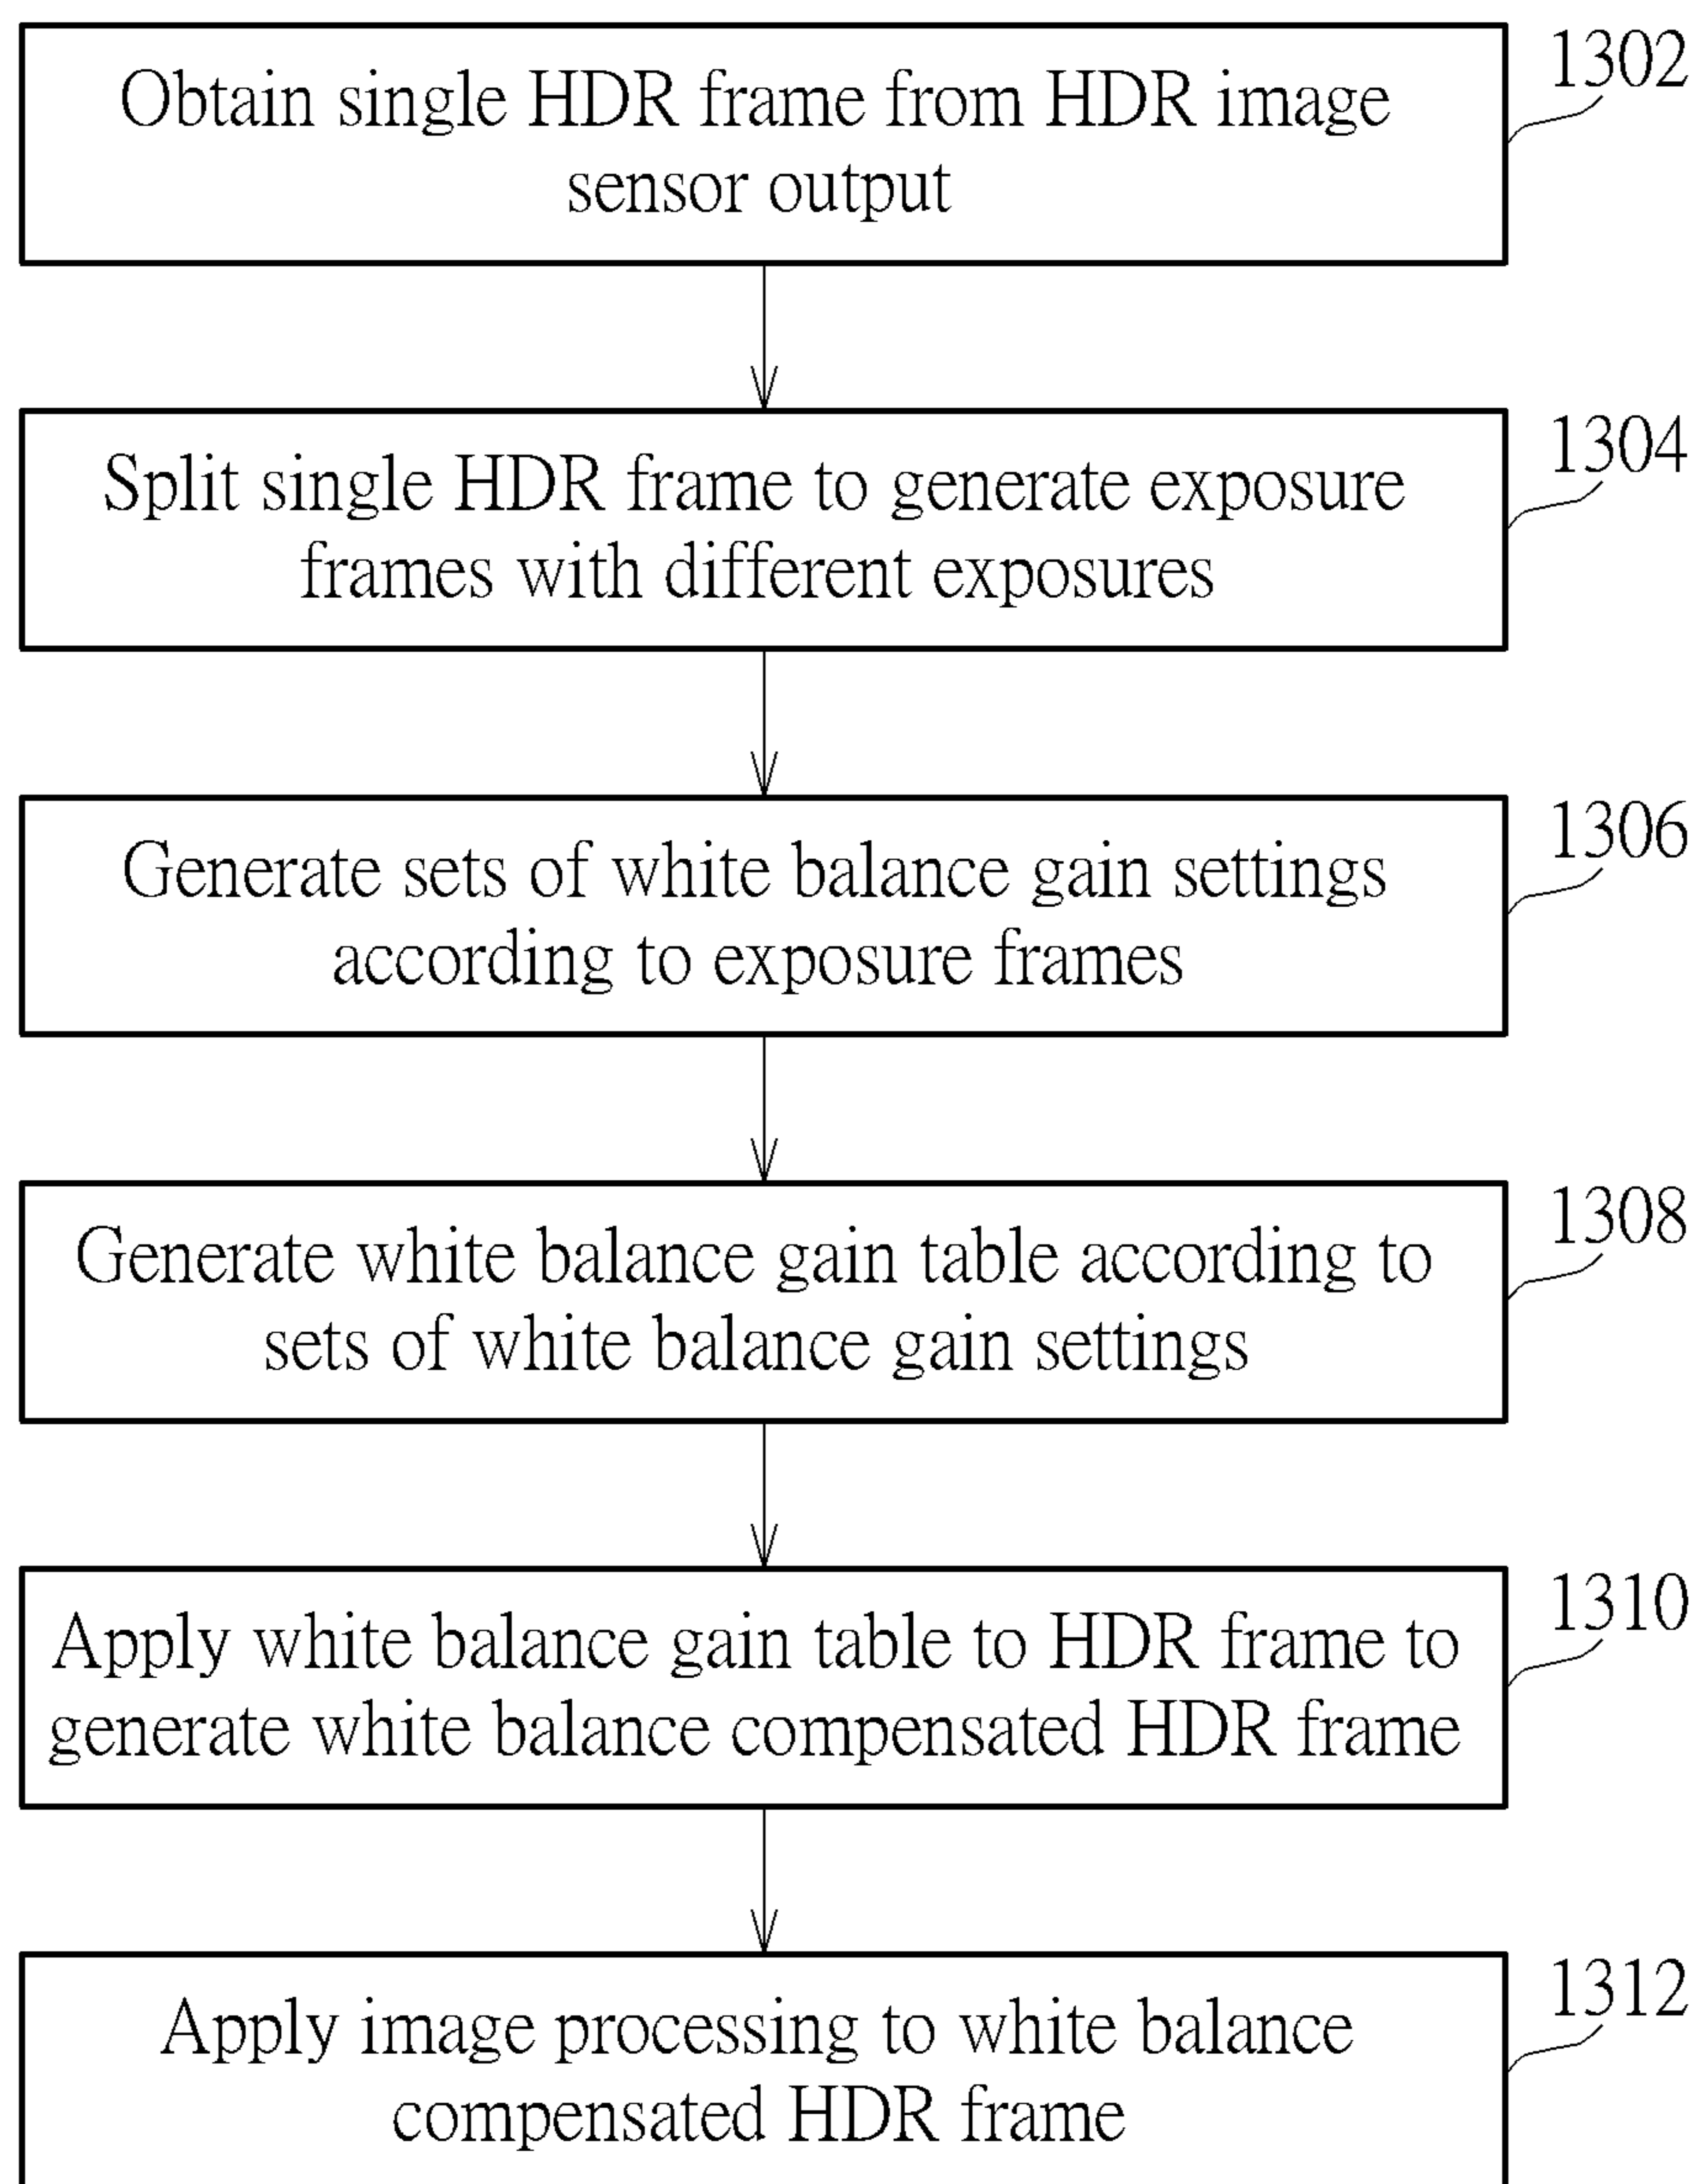 1302
Obtain single HDR frame from HDR image
sensor output
1304
Split single HDR frame to generate exposure
frames with different exposures
1306
Generate sets of white balance gain settings
according to exposure frames
1308
Generate white balance gain table according to
sets of white balance gain settings
1310
Apply white balance gain table to HDR frame to
generate white balance compensated HDR frame
1312
Apply image processing to white balance
compensated HDR frame